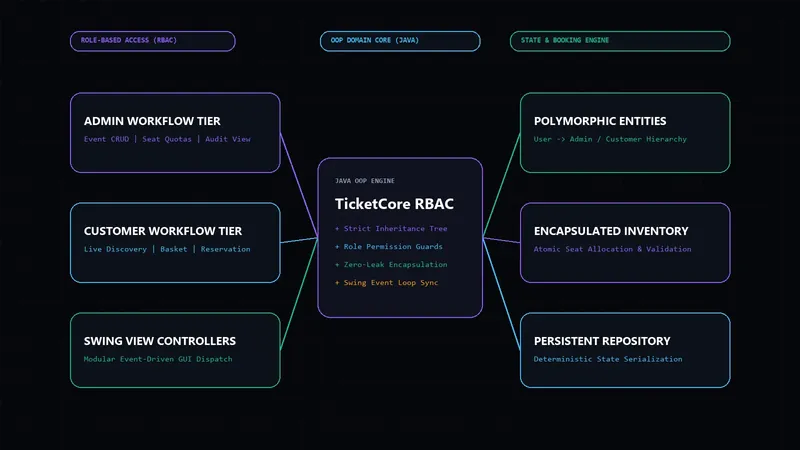 ROLE-BASED ACCESS (RBAC)
OOP DOMAIN CORE (JAVA)
STATE & BOOKING ENGINE
ADMIN WORKFLOW TIER
Event CRUD | Seat Quotas | Audit View
CUSTOMER WORKFLOW TIER
Live Discovery | Basket | Reservation
SWING VIEW CONTROLLERS
Modular Event-Driven GUI Dispatch
JAVA OOP ENGINE
TicketCore RBAC
+ Strict Inheritance Tree
+ Role Permission Guards
+ Zero-Leak Encapsulation
+ Swing Event Loop Sync
POLYMORPHIC ENTITIES
User -> Admin / Customer Hierarchy
ENCAPSULATED INVENTORY
Atomic Seat Allocation & Validation
PERSISTENT REPOSITORY
Deterministic State Serialization